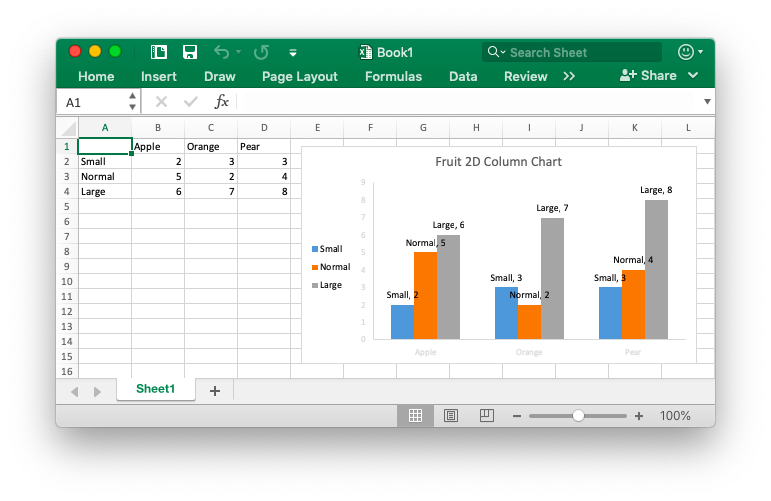 Book1
Search Sheet
Home Insert Draw Page Layout Formulas Data Review >> Share
A1 fx
A B C D E F G H I J K L
1 Apple Orange Pear
2 Small 2 3 3
3 Normal 5 2 4
4 Large 6 7 8
5
6
7
8
9
10
11
12
13
14
15
16
Fruit 2D Column Chart
9
8
7
6
5
4
3
2
1
0
Small
Normal
Large
Small, 2
Normal, 5
Large, 6
Small, 3
Normal, 2
Large, 7
Small, 3
Normal, 4
Large, 8
Apple Orange Pear
Sheet1 +
100%